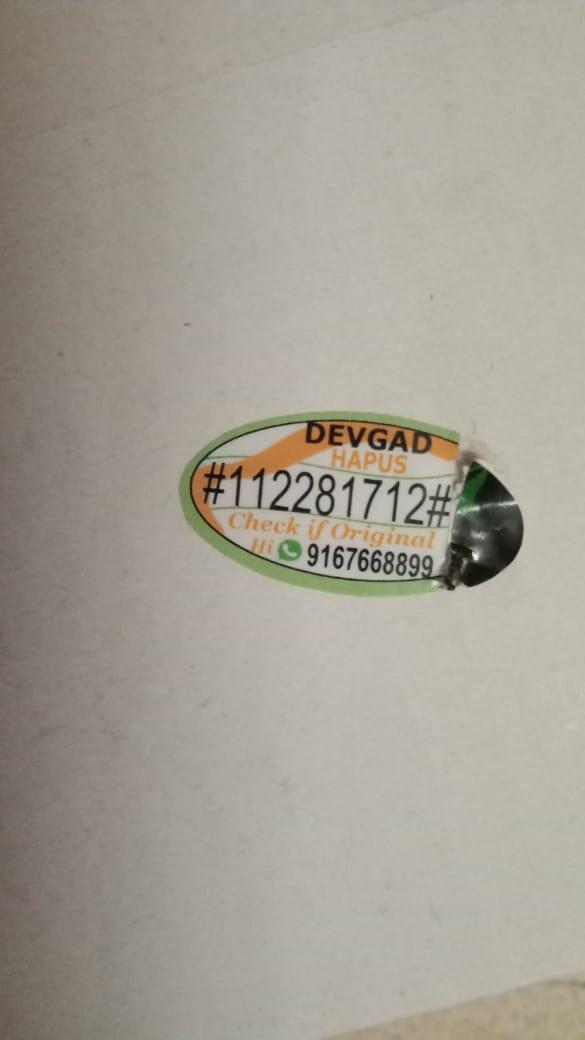 DEVGAD
HAPUS
#112281712#
Check if Original
Hi 9167668899